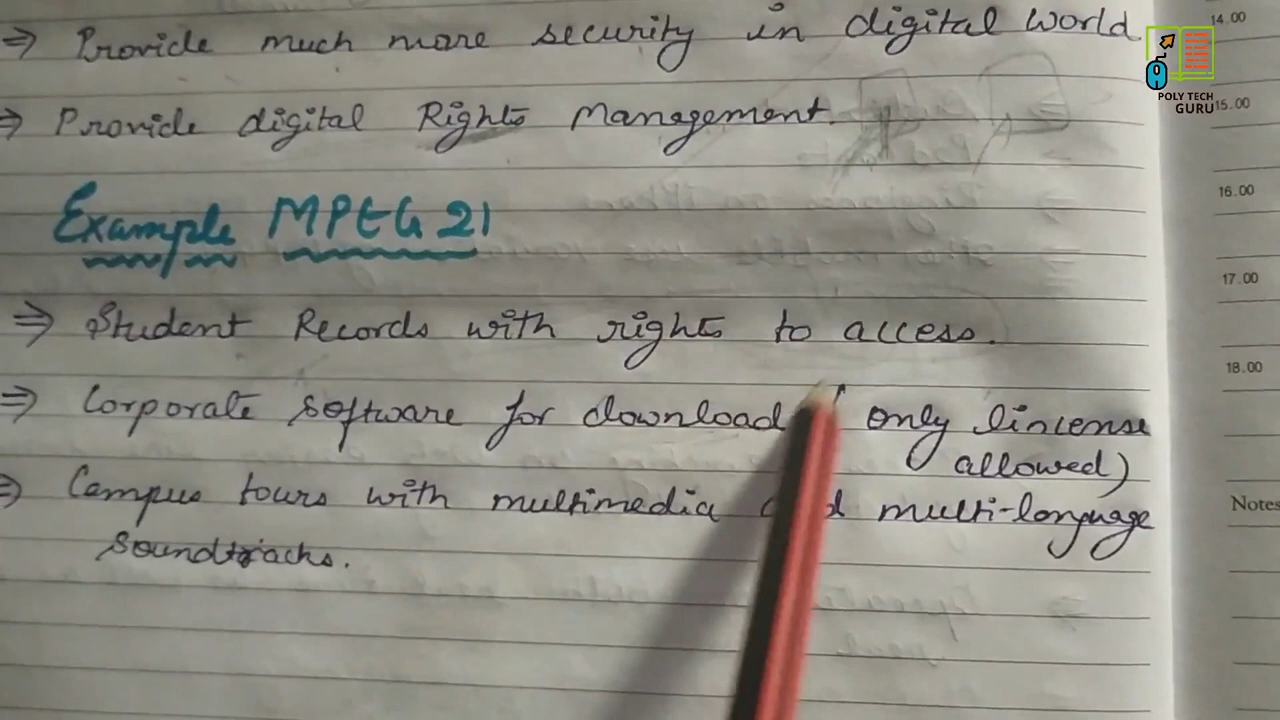 ⇒ Provide much more security in digital world
14.00
POLY TECH
GURU
⇒ Provide digital Rights Management.
15.00
Example MPEG 21
16.00
17.00
⇒ Student Records with rights to access.
18.00
⇒ Corporate software for download ( only lincense
allowed)
⇒ Campus tours with multimedia multi-language
Notes
soundtracks.